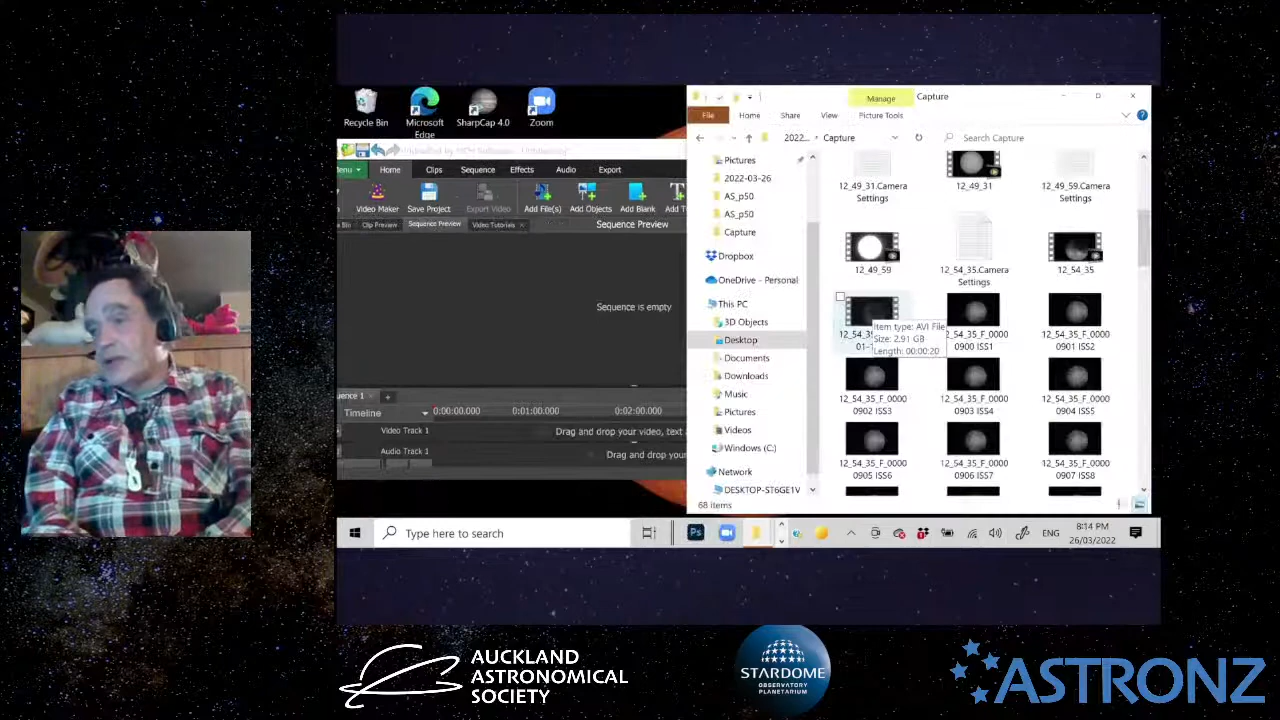 Recycle Bin
Microsoft
Edge
SharpCap 4.0
Zoom
Manage
Capture
File
Home
Share
View
Picture Tools
2022...
Capture
Search Capture
Home
Clips
Sequence
Effects
Audio
Export
Video Maker
Save Project
Export Video
Add File(s)
Add Objects
Add Blank
Clip Preview
Sequence Preview
Video Tutorials
Sequence Preview
Sequence is empty
Timeline
0:00:00.000
0:01:00.000
0:02:00.000
Video Track 1
Drag and drop your video, text a
Audio Track 1
Drag and drop your
Pictures
2022-03-26
AS_p50
AS_p50
Capture
Dropbox
OneDrive - Personal
This PC
3D Objects
Desktop
Documents
Downloads
Music
Pictures
Videos
Windows (C:)
Network
DESKTOP-ST6GE1V
68 items
12_49_31.Camera
Settings
12_49_31
12_49_59.Camera
Settings
12_49_59
12_54_35.Camera
Settings
12_54_35
Item type: AVI File
Size: 2.91 GB
Length: 00:00:20
12_54_35_F_0000
0900 ISS1
12_54_35_F_0000
0901 ISS2
12_54_35_F_0000
0902 ISS3
12_54_35_F_0000
0903 ISS4
12_54_35_F_0000
0904 ISS5
12_54_35_F_0000
0905 ISS6
12_54_35_F_0000
0906 ISS7
12_54_35_F_0000
0907 ISS8
Type here to search
ENG
8:14 PM
26/03/2022
AUCKLAND
ASTRONOMICAL
SOCIETY
STARDOME
OBSERVATORY
PLANETARIUM
ASTRONZ